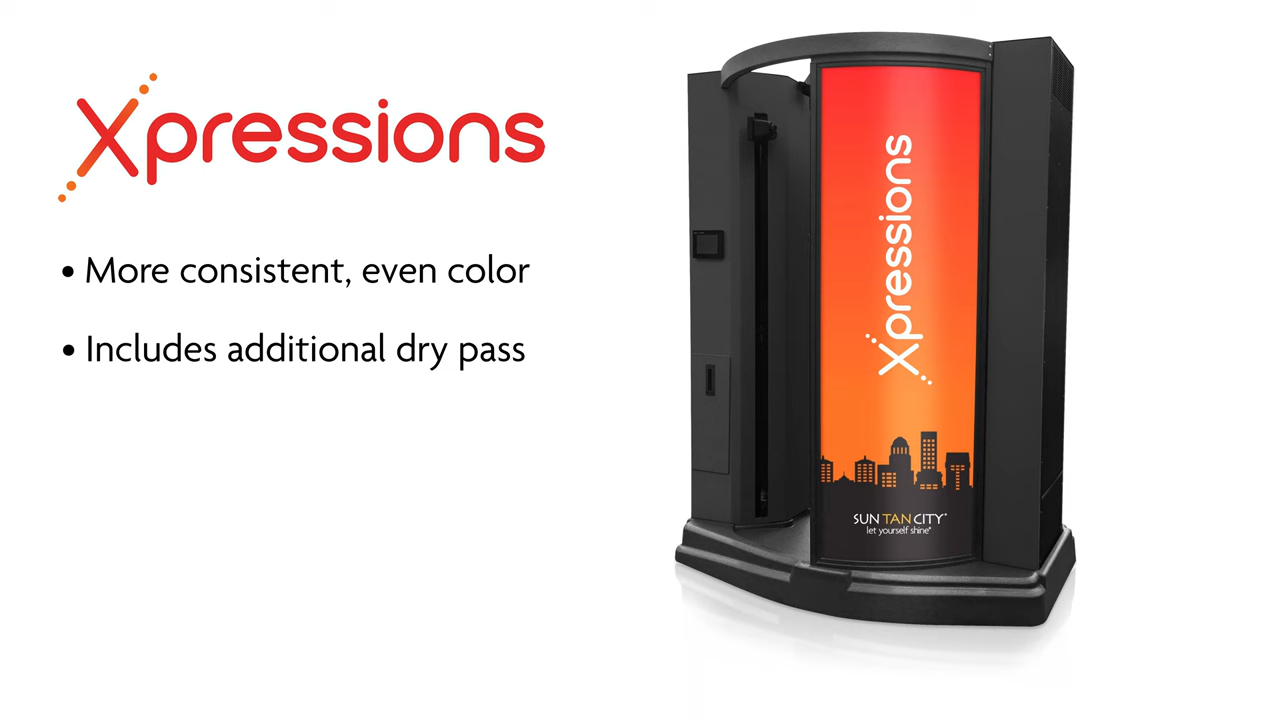 Xpressions
• More consistent, even color
• Includes additional dry pass
Xpressions
SUN TAN CITY®
let yourself shine®